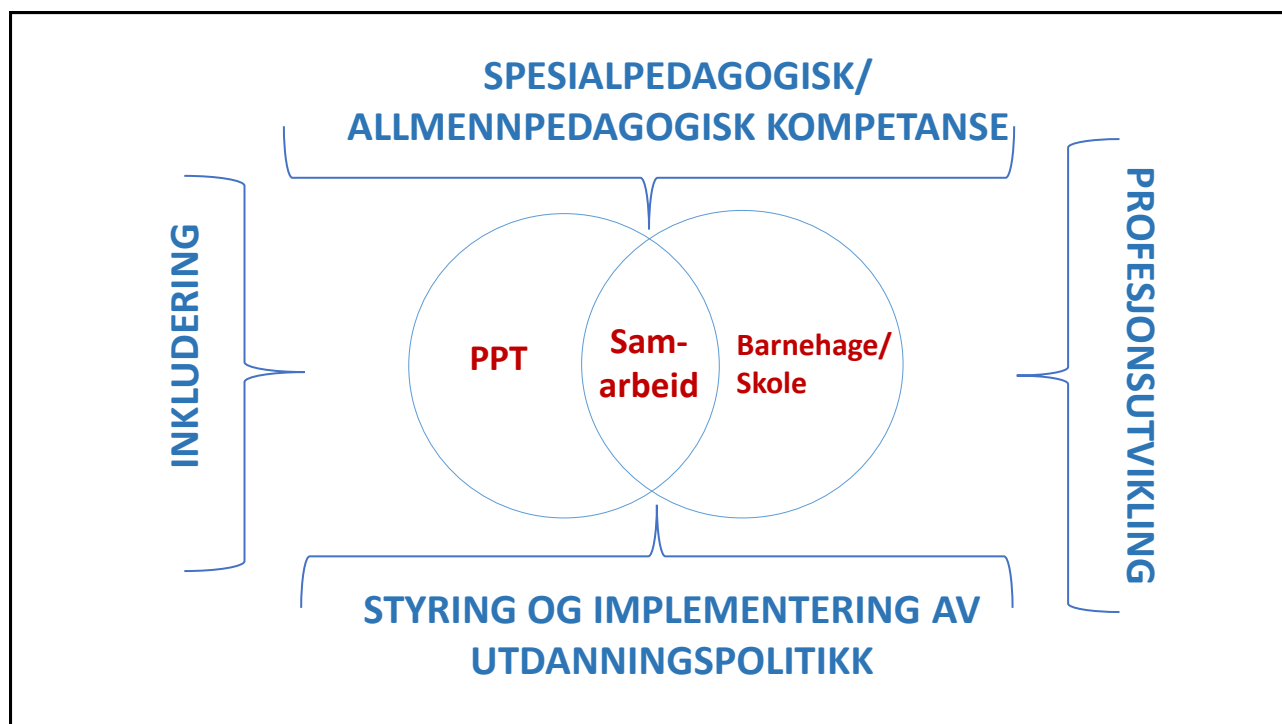 SPESIALPEDAGOGISK/
ALLMENNPEDAGOGISK KOMPETANSE
INKLUDERING
PPT
Sam-
arbeid
Barnehage/
Skole
PROFESJONSUTVIKLING
STYRING OG IMPLEMENTERING AV
UTDANNINGSPOLITIKK